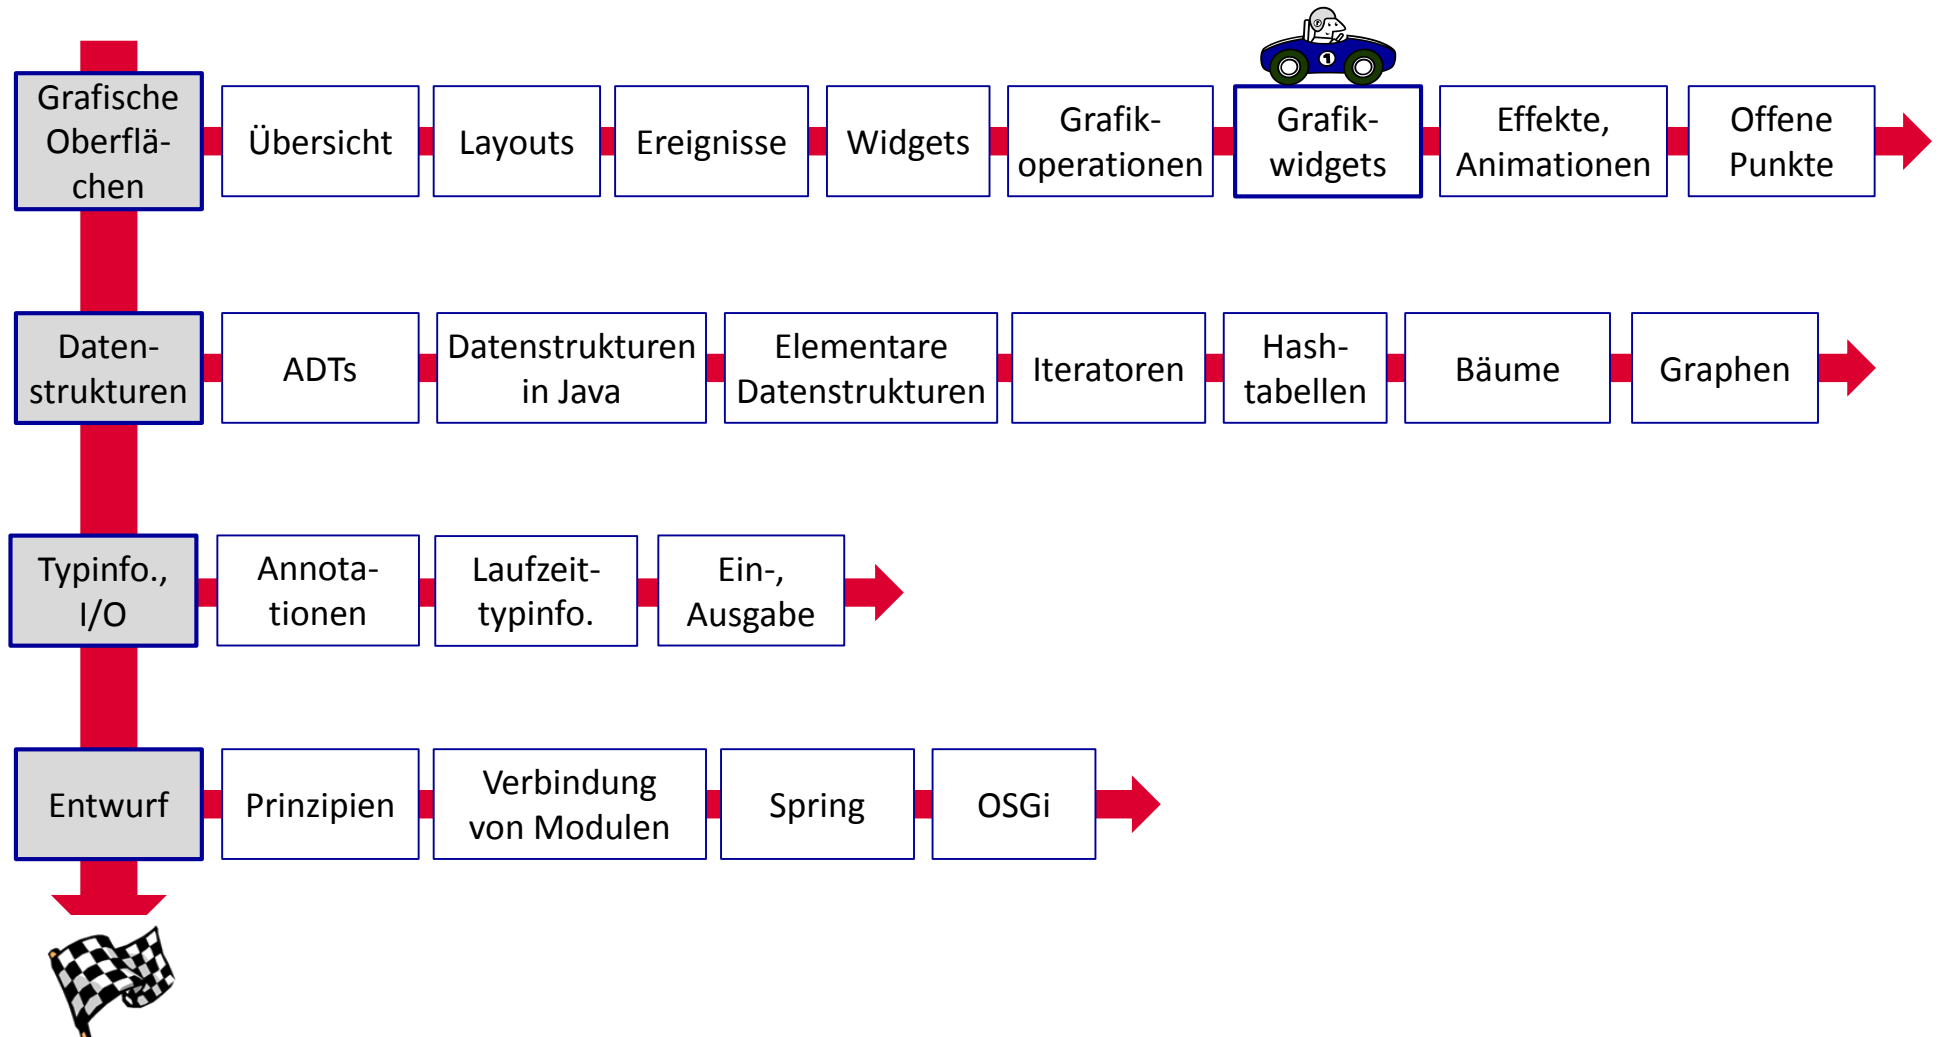 Grafische
Oberflä-
chen
Übersicht
Layouts
Ereignisse
Widgets
Grafik-
operationen
1
Grafik-
widgets
Effekte,
Animationen
Offene
Punkte
Daten-
strukturen
ADTs
Datenstrukturen
in Java
Elementare
Datenstrukturen
Iteratoren
Hash-
tabellen
Bäume
Graphen
Typinfo.,
I/O
Annota-
tionen
Laufzeit-
typinfo.
Ein-,
Ausgabe
Entwurf
Prinzipien
Verbindung
von Modulen
Spring
OSGi